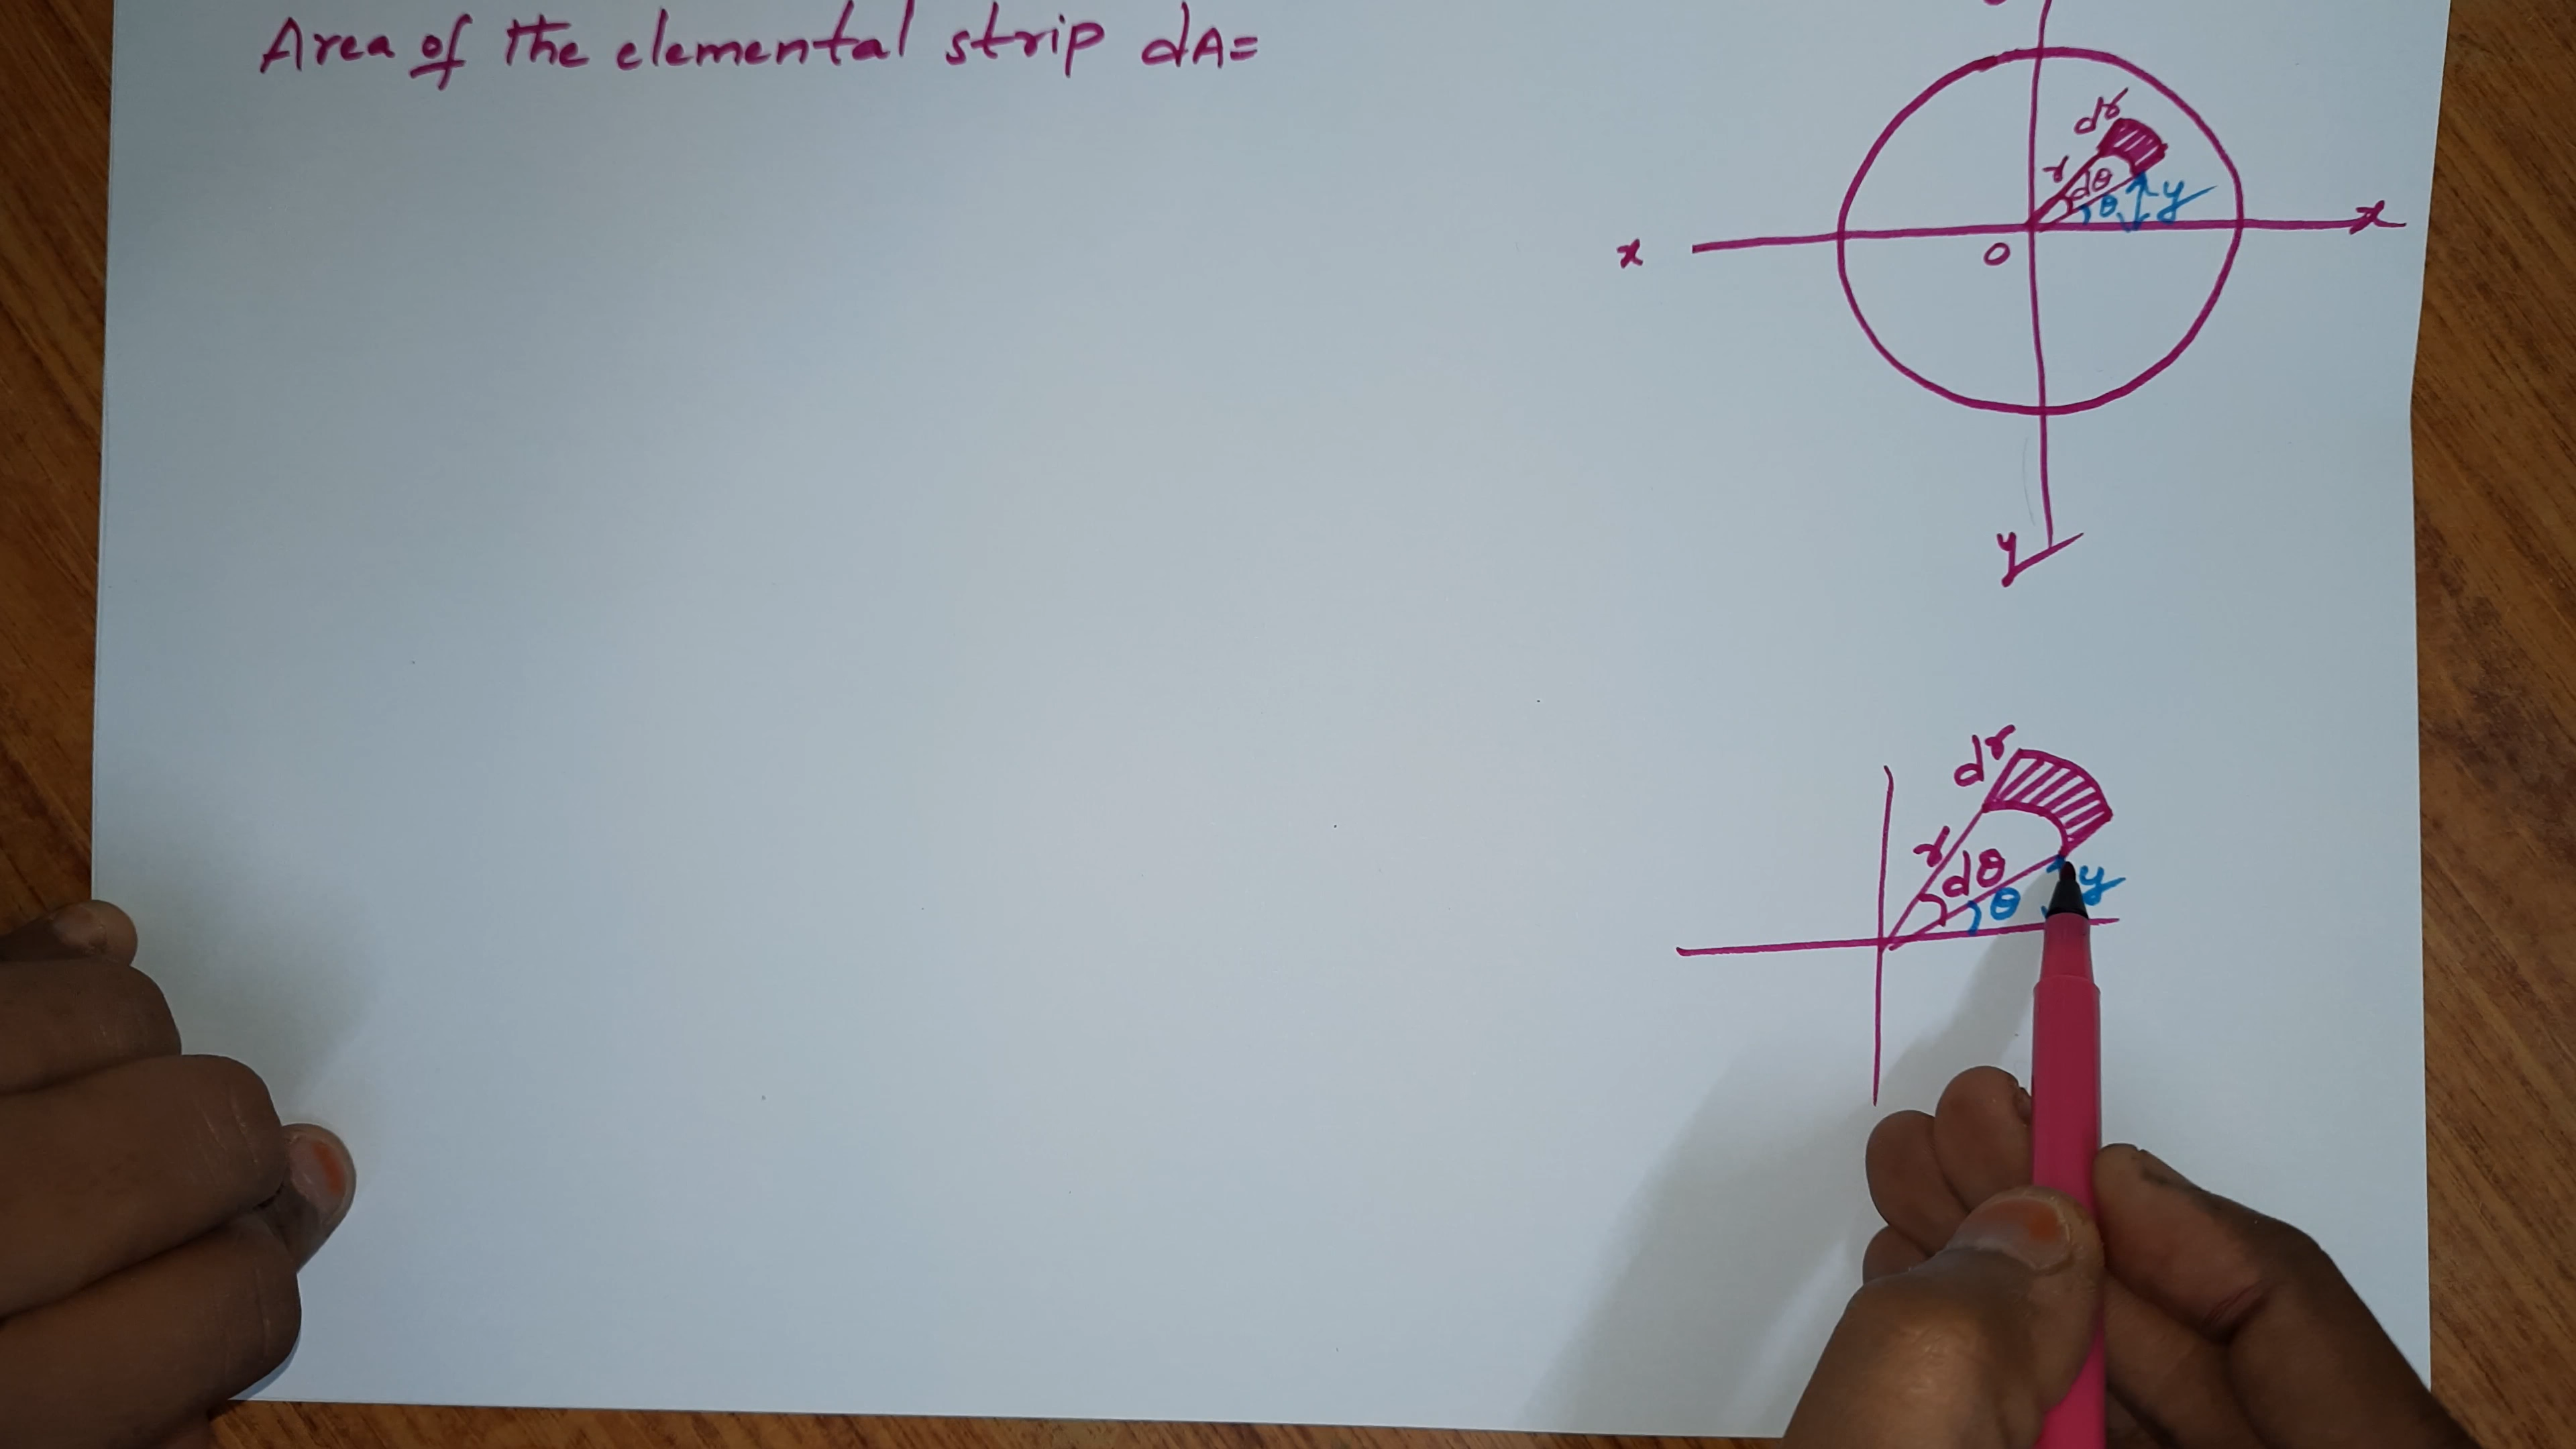 Area of the elemental strip dA=
dr
r
dθ
θ
y
x
x
o
y
dr
r
dθ
θ
y